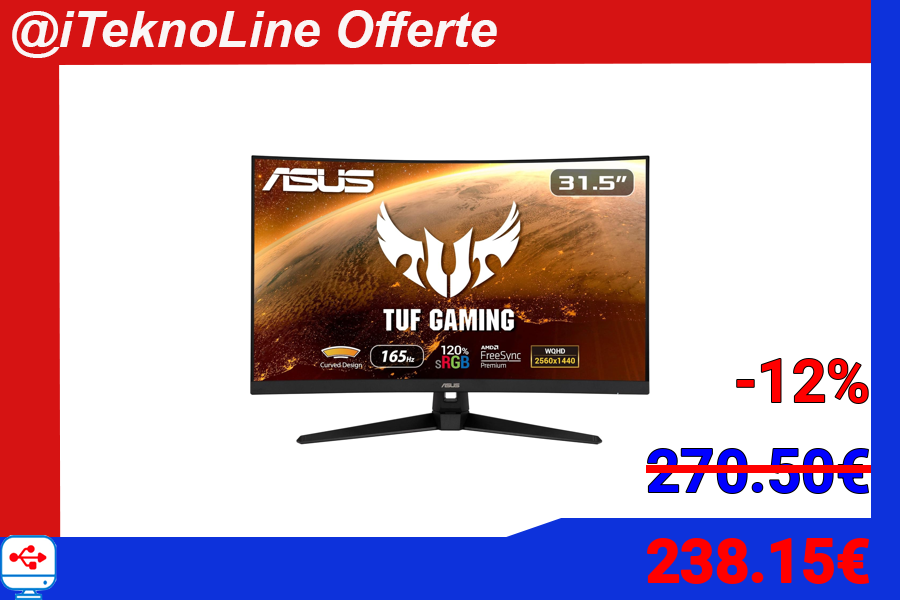 @iTeknoLine Offerte
ASUS
31.5"
TUF GAMING
Curved Design
165Hz
120%
sRGB
AMD
FreeSync
Premium
WQHD
2560x1440
ASUS
-12%
270.50€
238.15€